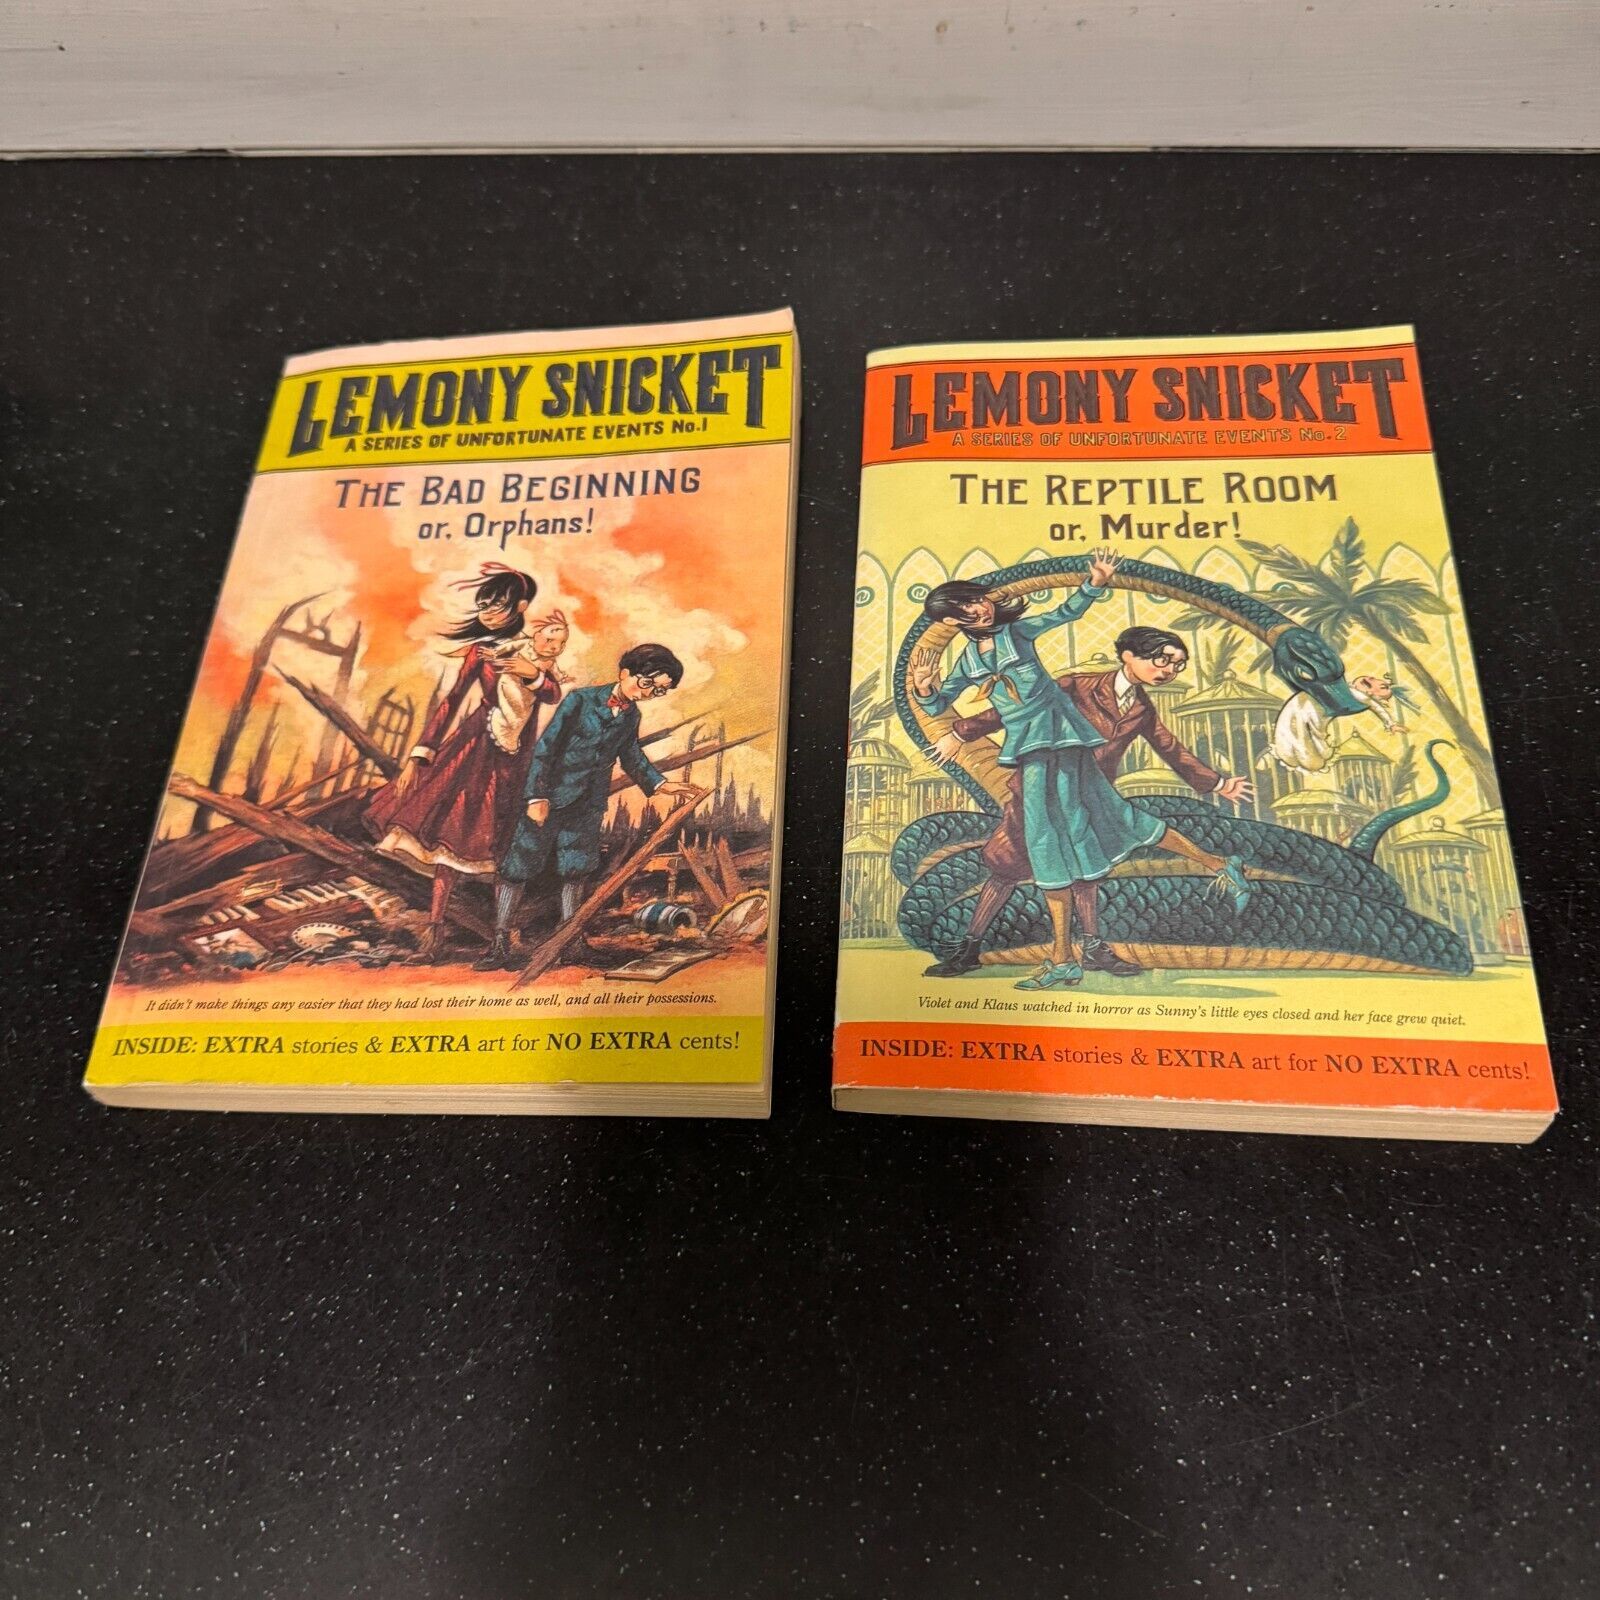 LEMONY SNICKET
A SERIES OF UNFORTUNATE EVENTS No.1
THE BAD BEGINNING
or, Orphans!
It didn't make things any easier that they had lost their home as well, and all their possessions.
INSIDE: EXTRA stories & EXTRA art for NO EXTRA cents!
LEMONY SNICKET
A SERIES OF UNFORTUNATE EVENTS No.2
THE REPTILE ROOM
or, Murder!
Violet and Klaus watched in horror as Sunny's little eyes closed and her face grew quiet.
INSIDE: EXTRA stories & EXTRA art for NO EXTRA cents!